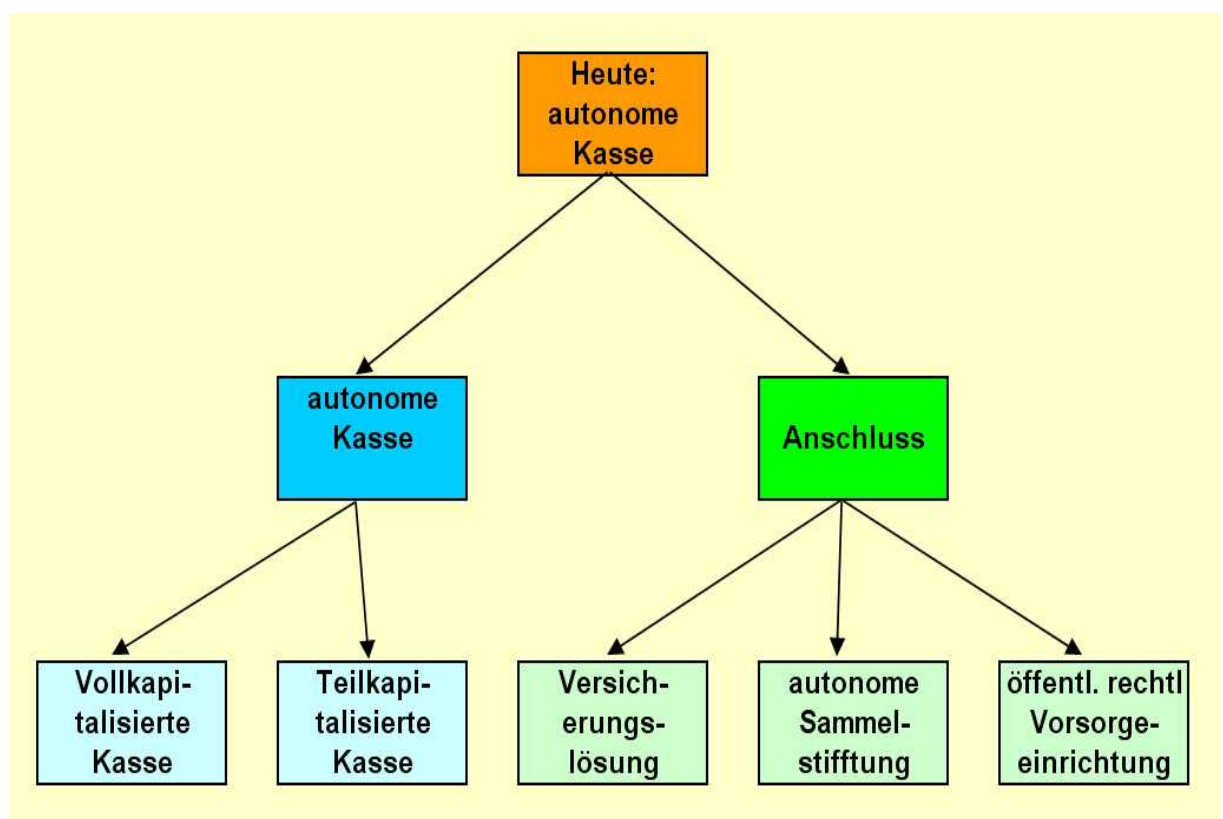 Heute:
autonome
Kasse
autonome
Kasse
Anschluss
Vollkapi-
talisierte
Kasse
Teilkapi-
talisierte
Kasse
Versich-
erungs-
lösung
autonome
Sammel-
stifftung
öffentl. rechtl
Vorsorge-
einrichtung